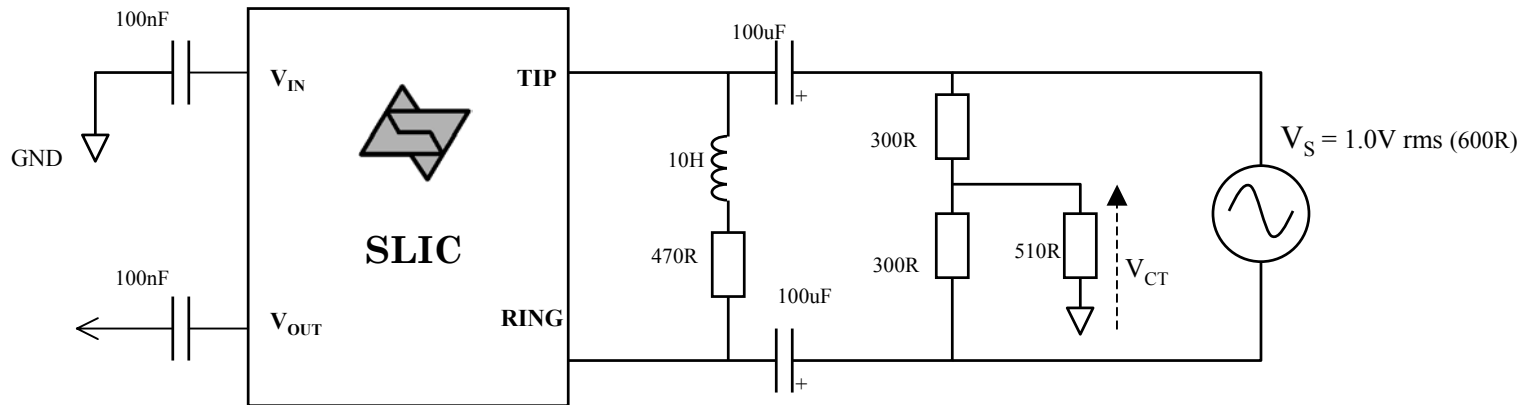 100nF
100uF
V_IN
TIP
+
GND
300R
V_S = 1.0V rms (600R)
10H
SLIC
470R
300R
510R
100nF
100uF
V_CT
V_OUT
RING
+